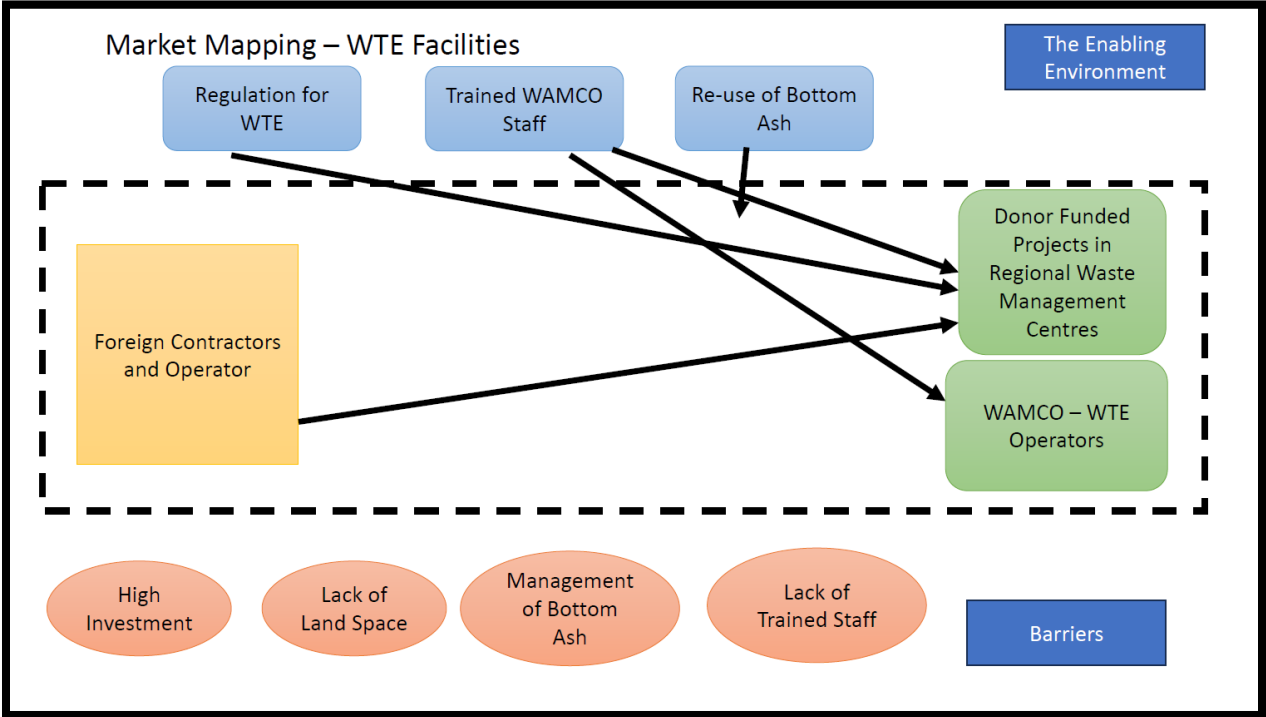 Market Mapping – WTE Facilities
The Enabling
Environment
Regulation for
WTE
Trained WAMCO
Staff
Re-use of Bottom
Ash
Donor Funded
Projects in
Regional Waste
Management
Centres
Foreign Contractors
and Operator
WAMCO – WTE
Operators
High
Investment
Lack of
Land Space
Management
of Bottom
Ash
Lack of
Trained Staff
Barriers